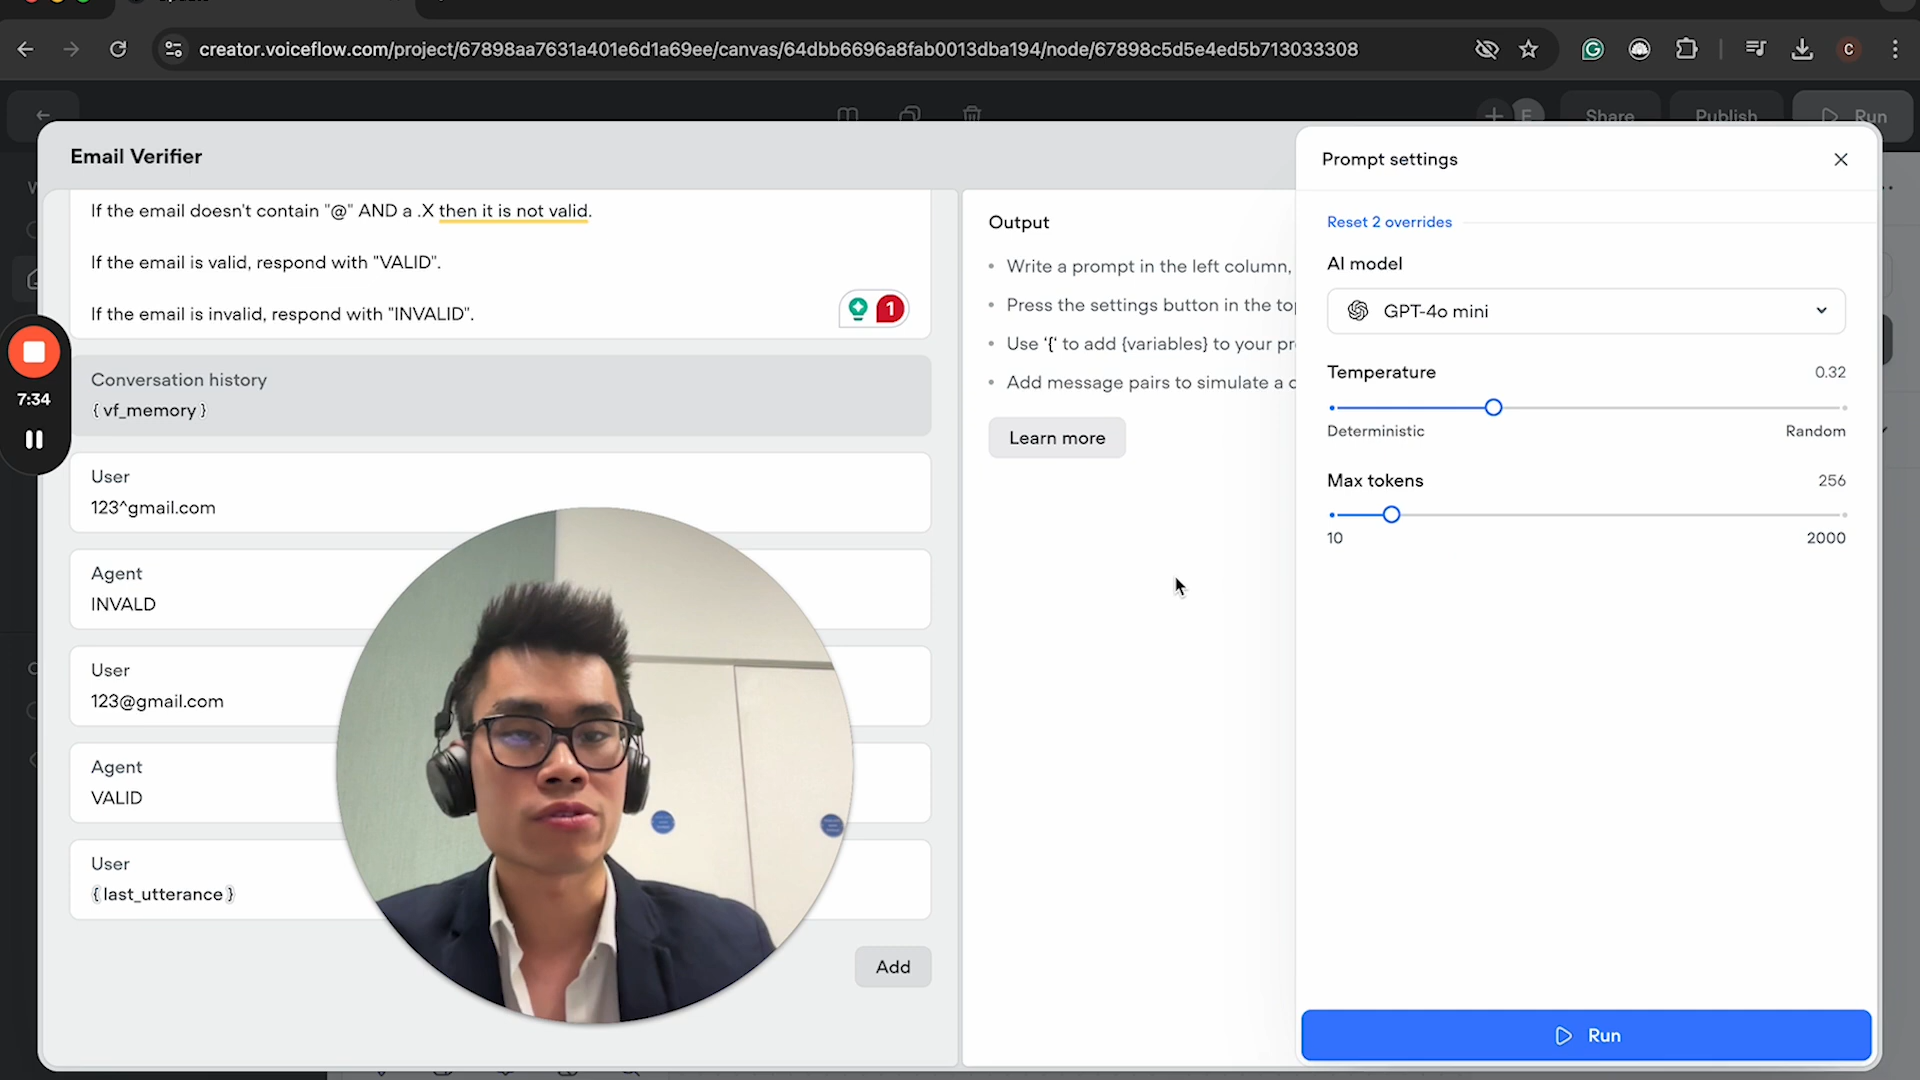 creator.voiceflow.com/project/67898aa7631a401e6d1a69ee/canvas/64dbb6696a8fab0013dba194/node/67898c5d5e4ed5b713033308
C
E
Share
Publish
Run
Email Verifier
If the email doesn't contain "@" AND a .X then it is not valid.
If the email is valid, respond with "VALID".
If the email is invalid, respond with "INVALID".
1
7:34
Conversation history
{ vf_memory }
User
123^gmail.com
Agent
INVALD
User
123@gmail.com
Agent
VALID
User
{ last_utterance }
Add
Output
• Write a prompt in the left column,
• Press the settings button in the top
• Use '{' to add {variables} to your pr
• Add message pairs to simulate a c
Learn more
Prompt settings
Reset 2 overrides
AI model
GPT-4o mini
Temperature
0.32
Deterministic
Random
Max tokens
256
10
2000
Run